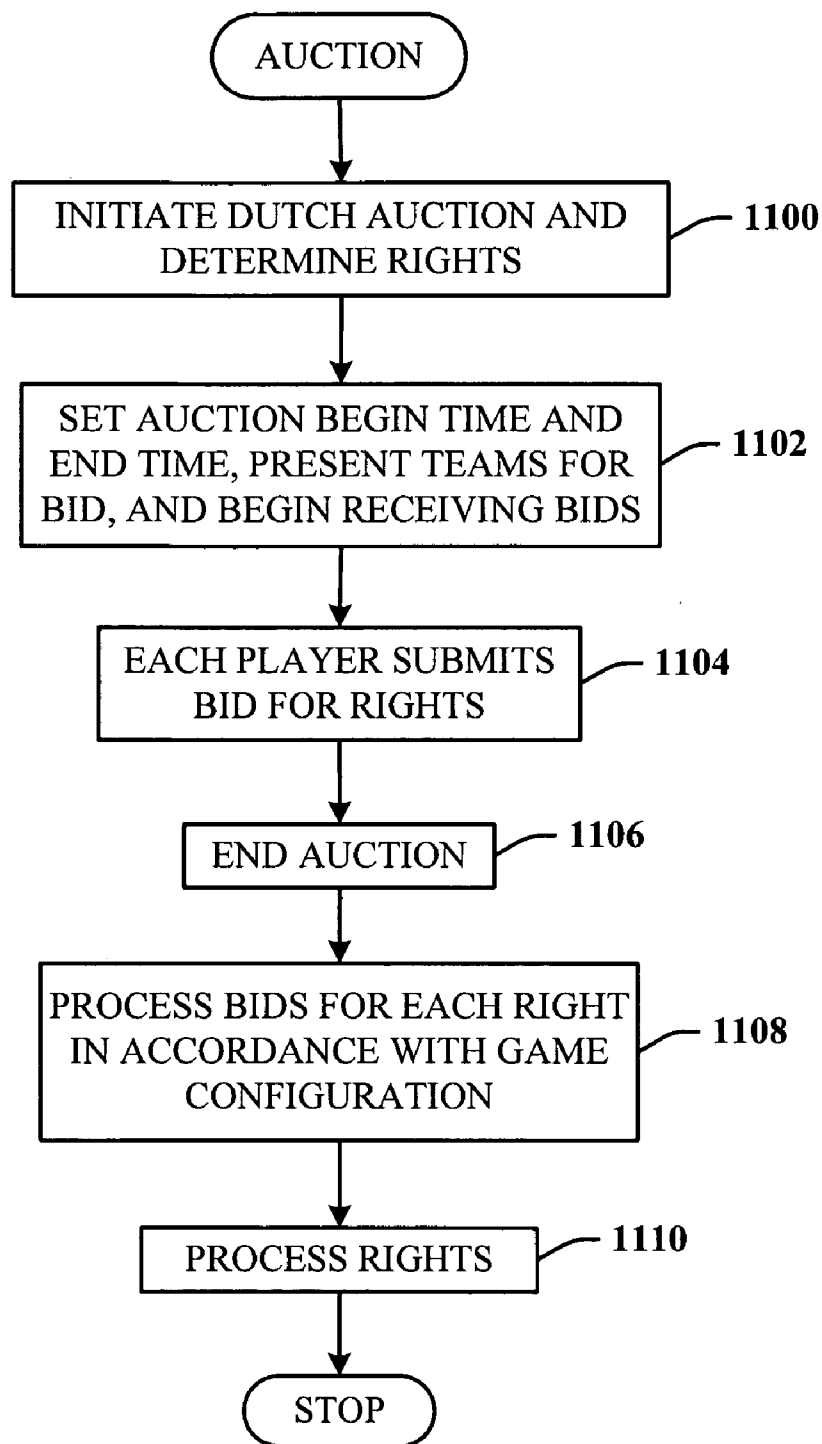 AUCTION
INITIATE DUTCH AUCTION AND
DETERMINE RIGHTS
1100
SET AUCTION BEGIN TIME AND
END TIME, PRESENT TEAMS FOR
BID, AND BEGIN RECEIVING BIDS
1102
EACH PLAYER SUBMITS
BID FOR RIGHTS
1104
END AUCTION
1106
PROCESS BIDS FOR EACH RIGHT
IN ACCORDANCE WITH GAME
CONFIGURATION
1108
PROCESS RIGHTS
1110
STOP